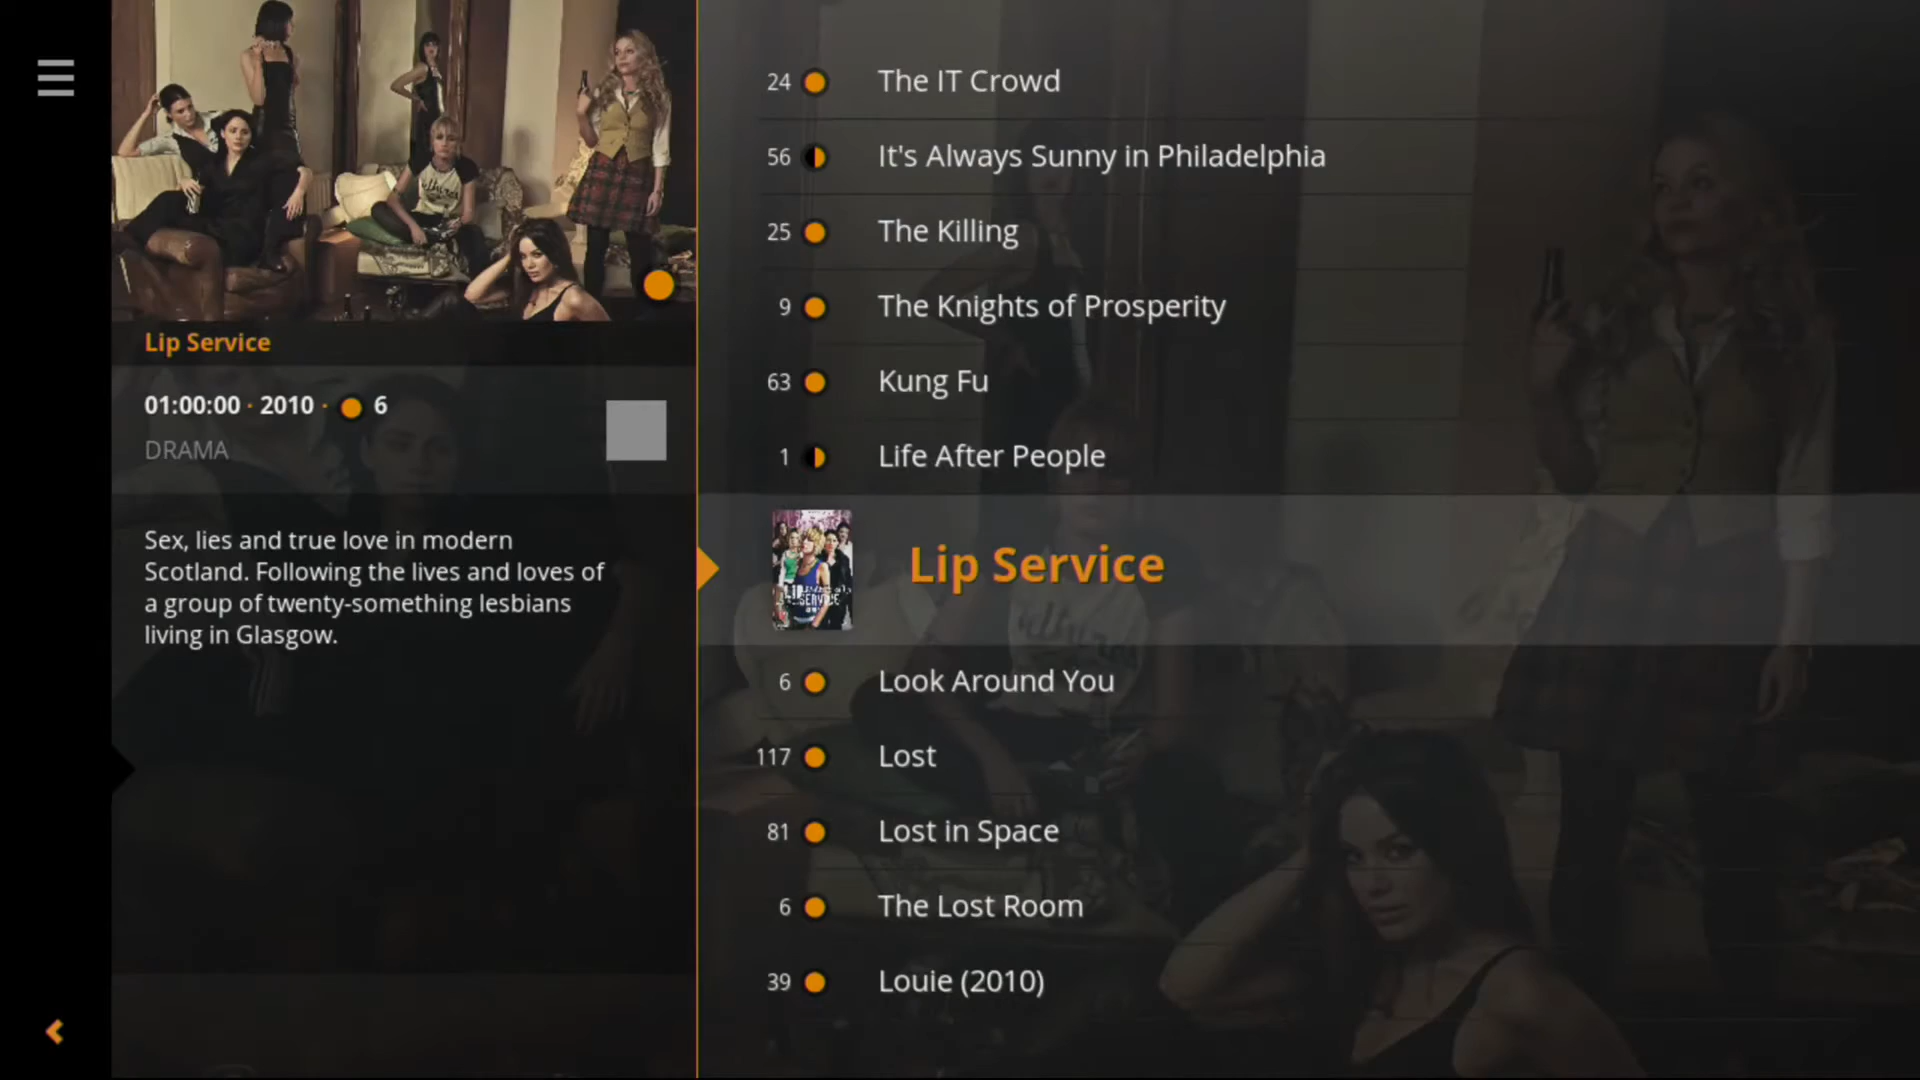 Lip Service
01:00:00 · 2010 · 6
DRAMA
Sex, lies and true love in modern
Scotland. Following the lives and loves of
a group of twenty-something lesbians
living in Glasgow.
24 The IT Crowd
56 It's Always Sunny in Philadelphia
25 The Killing
9 The Knights of Prosperity
63 Kung Fu
1 Life After People
LIP
SERVICE
Lip Service
6 Look Around You
117 Lost
81 Lost in Space
6 The Lost Room
39 Louie (2010)